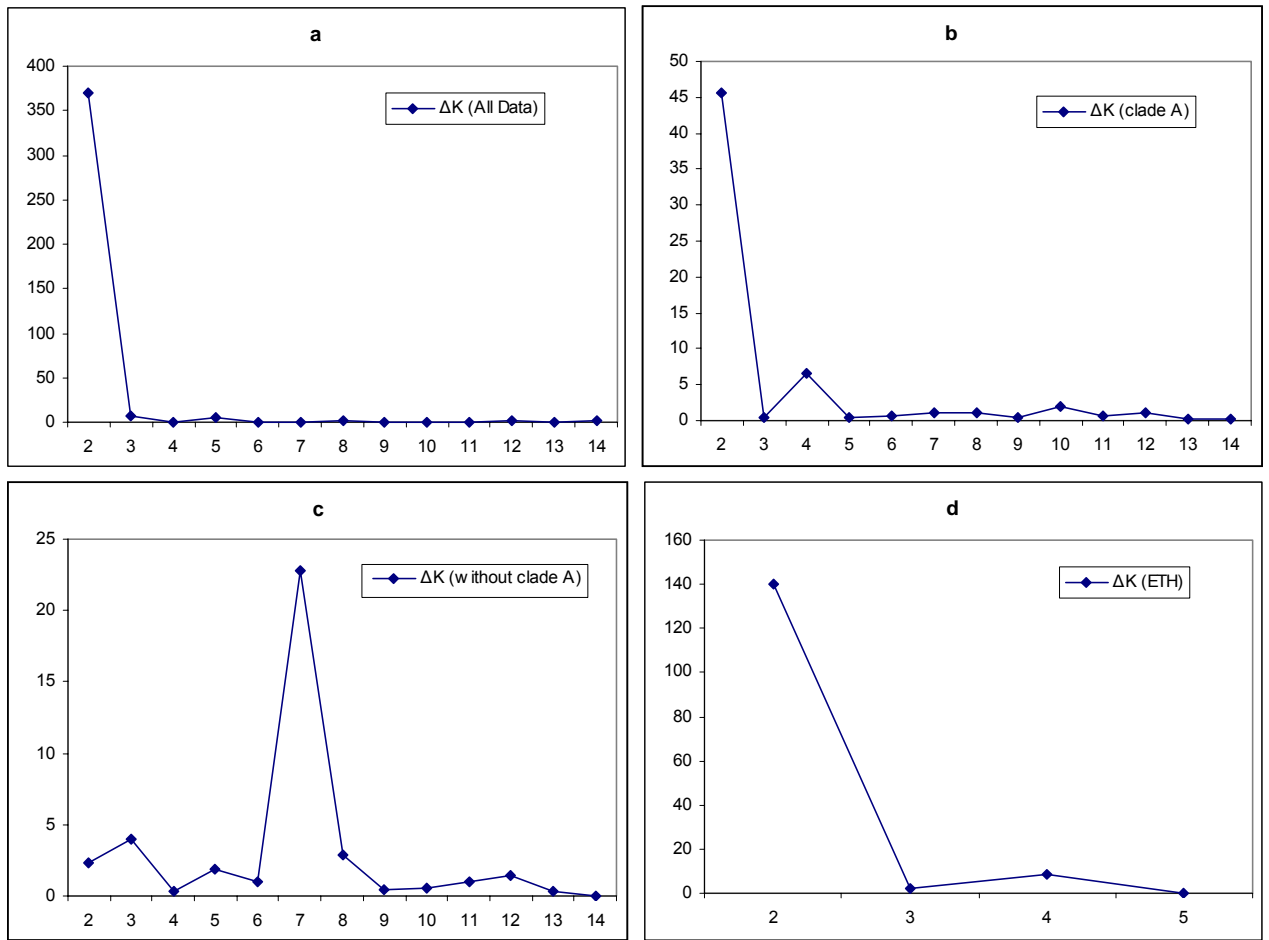 a
400
350
300
250
200
150
100
50
0
ΔK (All Data)
2 3 4 5 6 7 8 9 10 11 12 13 14
b
50
45
40
35
30
25
20
15
10
5
0
ΔK (clade A)
2 3 4 5 6 7 8 9 10 11 12 13 14
c
25
20
15
10
5
0
ΔK (without clade A)
2 3 4 5 6 7 8 9 10 11 12 13 14
d
160
140
120
100
80
60
40
20
0
ΔK (ETH)
2 3 4 5